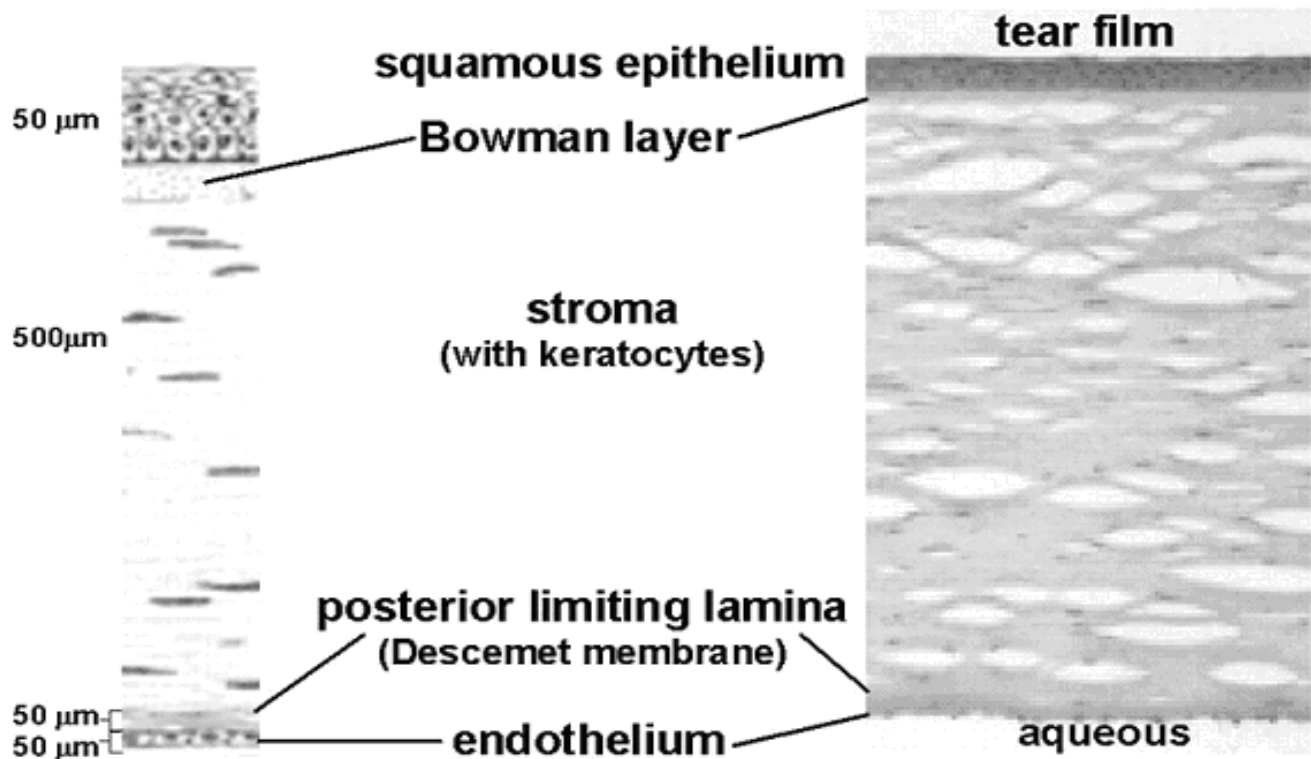 tear film
squamous epithelium
50 μm
Bowman layer
stroma
500μm
(with keratocytes)
posterior limiting lamina
(Descemet membrane)
50 μm
endothelium
aqueous
50 μm